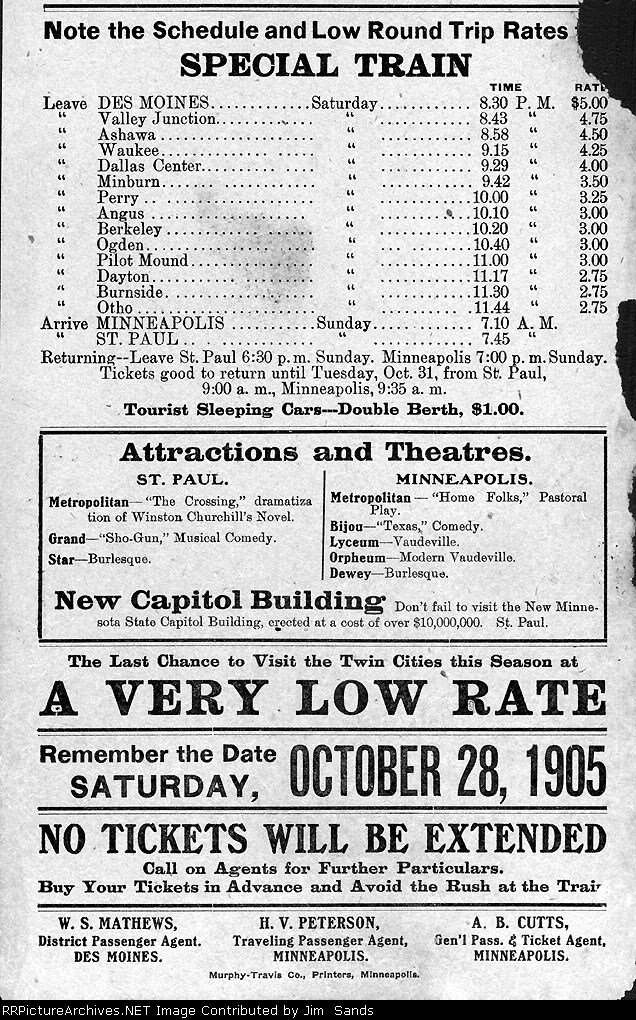 Note the Schedule and Low Round Trip Rates
SPECIAL TRAIN
TIME RATE
Leave DES MOINES............Saturday............ 8.30 P. M. $5.00
“ Valley Junction............ “ ............ 8.43 “ 4.75
“ Ashawa .................... “ ............ 8.58 “ 4.50
“ Waukee.................... “ ............ 9.15 “ 4.25
“ Dallas Center.............. “ ............ 9.29 “ 4.00
“ Minburn.................... “ ............ 9.42 “ 3.50
“ Perry .. .................. “ ............ 10.00 “ 3.25
“ Angus .................... “ ............ 10.10 “ 3.00
“ Berkeley .................. “ ............ 10.20 “ 3.00
“ Ogden...................... “ ............ 10.40 “ 3.00
“ Pilot Mound................ “ ............ 11.00 “ 3.00
“ Dayton...................... “ ............ 11.17 “ 2.75
“ Burnside.................... “ ............ 11.30 “ 2.75
“ Otho ...................... “ ............ 11.44 “ 2.75
Arrive MINNEAPOLIS ...........Sunday............ 7.10 A. M.
“ ST. PAUL .. .............. “ ............ 7.45 “
Returning--Leave St. Paul 6:30 p.m. Sunday. Minneapolis 7:00 p.m. Sunday.
Tickets good to return until Tuesday, Oct. 31, from St. Paul,
9:00 a. m., Minneapolis, 9:35 a. m.
Tourist Sleeping Cars---Double Berth, $1.00.
Attractions and Theatres.
ST. PAUL.
Metropolitan—“The Crossing,” dramatiza
tion of Winston Churchill's Novel.
Grand—“Sho-Gun,” Musical Comedy.
Star—Burlesque.
MINNEAPOLIS.
Metropolitan — “Home Folks,” Pastoral
Play.
Bijou—“Texas,” Comedy.
Lyceum—Vaudeville.
Orpheum—Modern Vaudeville.
Dewey—Burlesque.
New Capitol Building Don't fail to visit the New Minne-
sota State Capitol Building, erected at a cost of over $10,000,000. St. Paul.
The Last Chance to Visit the Twin Cities this Season at
A VERY LOW RATE
Remember the Date
SATURDAY, OCTOBER 28, 1905
NO TICKETS WILL BE EXTENDED
Call on Agents for Further Particulars.
Buy Your Tickets in Advance and Avoid the Rush at the Train
W. S. MATHEWS,
District Passenger Agent.
DES MOINES.
H. V. PETERSON,
Traveling Passenger Agent,
MINNEAPOLIS.
A. B. CUTTS,
Gen'l Pass. & Ticket Agent,
MINNEAPOLIS.
Murphy-Travis Co., Printers, Minneapolis.
RRPictureArchives.NET Image Contributed by Jim Sands